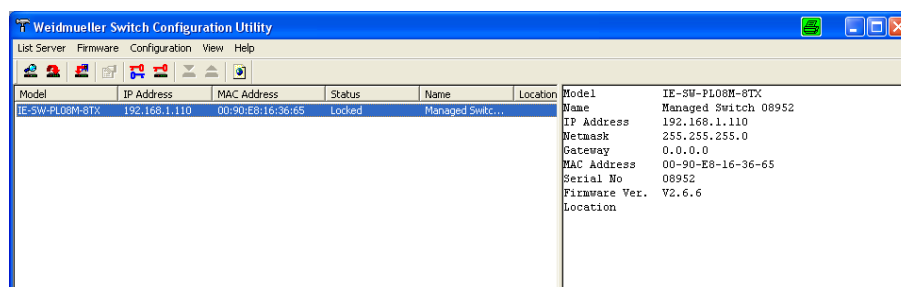 Weidmueller Switch Configuration Utility
List Server Firmware Configuration View Help
Model IP Address MAC Address Status Name Location
IE-SW-PL08M-8TX 192.168.1.110 00:90:E8:16:36:65 Locked Managed Switc...
Model IE-SW-PL08M-8TX
Name Managed Switch 08952
IP Address 192.168.1.110
Netmask 255.255.255.0
Gateway 0.0.0.0
MAC Address 00-90-E8-16-36-65
Serial No 08952
Firmware Ver. V2.6.6
Location